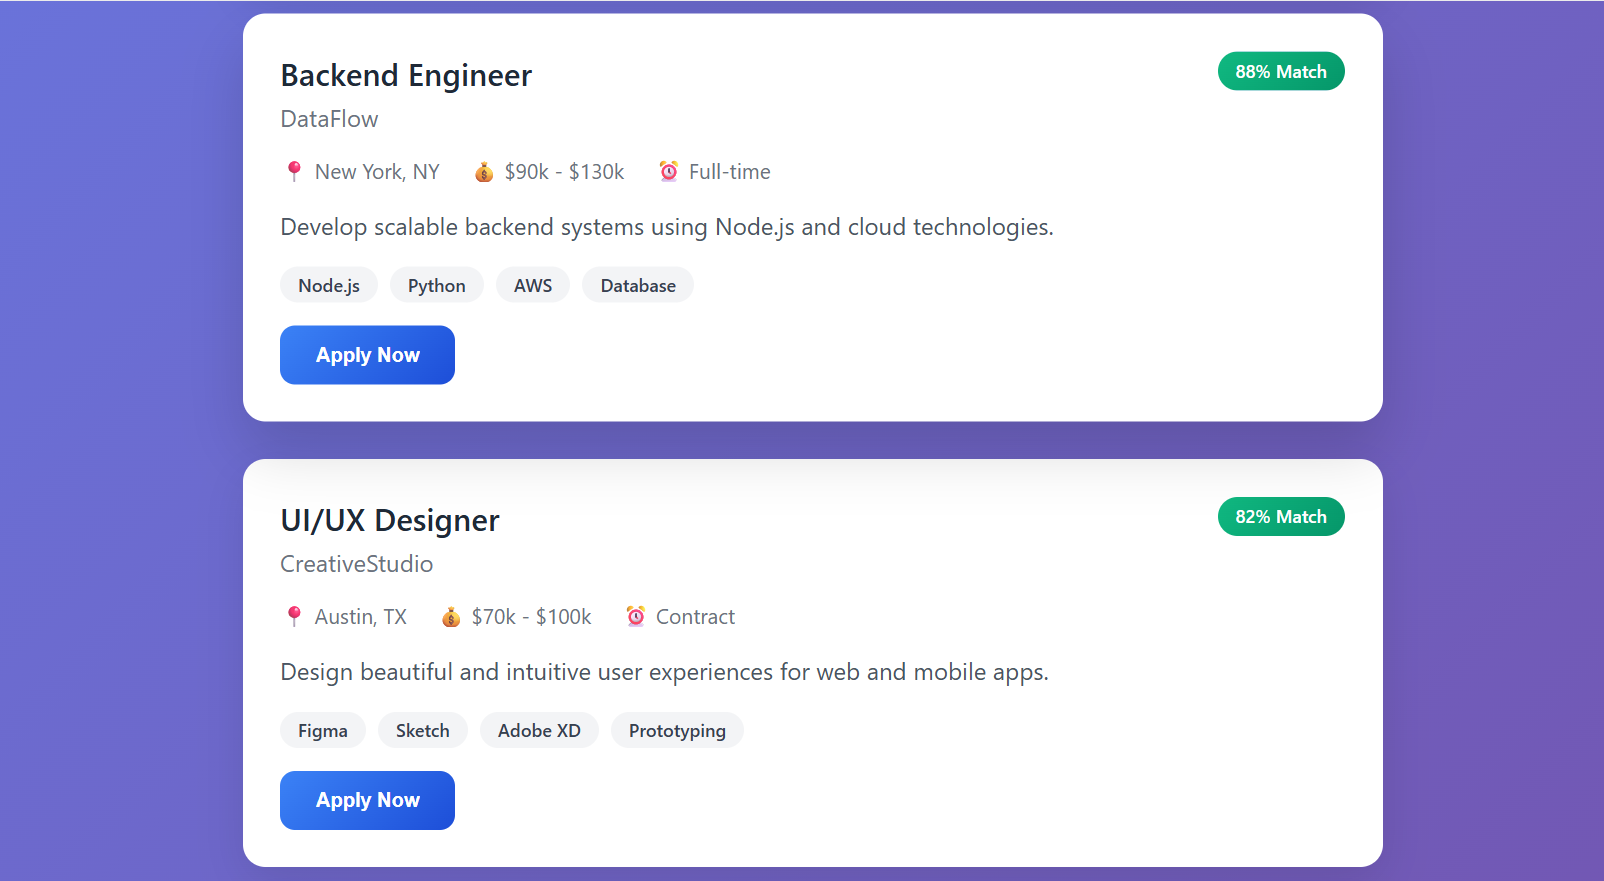 Backend Engineer
88% Match
DataFlow
New York, NY $90k - $130k Full-time
Develop scalable backend systems using Node.js and cloud technologies.
Node.js Python AWS Database
Apply Now
UI/UX Designer
82% Match
CreativeStudio
Austin, TX $70k - $100k Contract
Design beautiful and intuitive user experiences for web and mobile apps.
Figma Sketch Adobe XD Prototyping
Apply Now